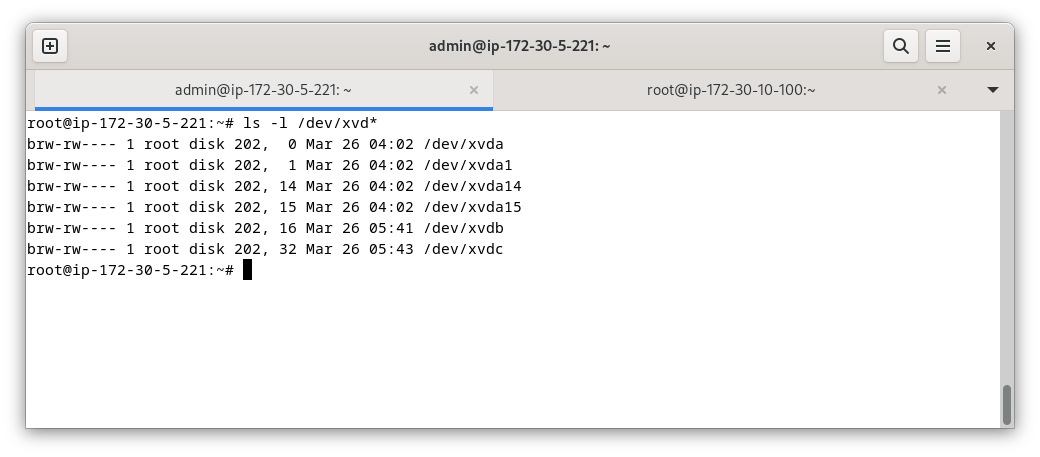 admin@ip-172-30-5-221: ~
admin@ip-172-30-5-221: ~
root@ip-172-30-10-100:~
root@ip-172-30-5-221:~# ls -l /dev/xvd*
brw-rw---- 1 root disk 202,  0 Mar 26 04:02 /dev/xvda
brw-rw---- 1 root disk 202,  1 Mar 26 04:02 /dev/xvda1
brw-rw---- 1 root disk 202, 14 Mar 26 04:02 /dev/xvda14
brw-rw---- 1 root disk 202, 15 Mar 26 04:02 /dev/xvda15
brw-rw---- 1 root disk 202, 16 Mar 26 05:41 /dev/xvdb
brw-rw---- 1 root disk 202, 32 Mar 26 05:43 /dev/xvdc
root@ip-172-30-5-221:~#